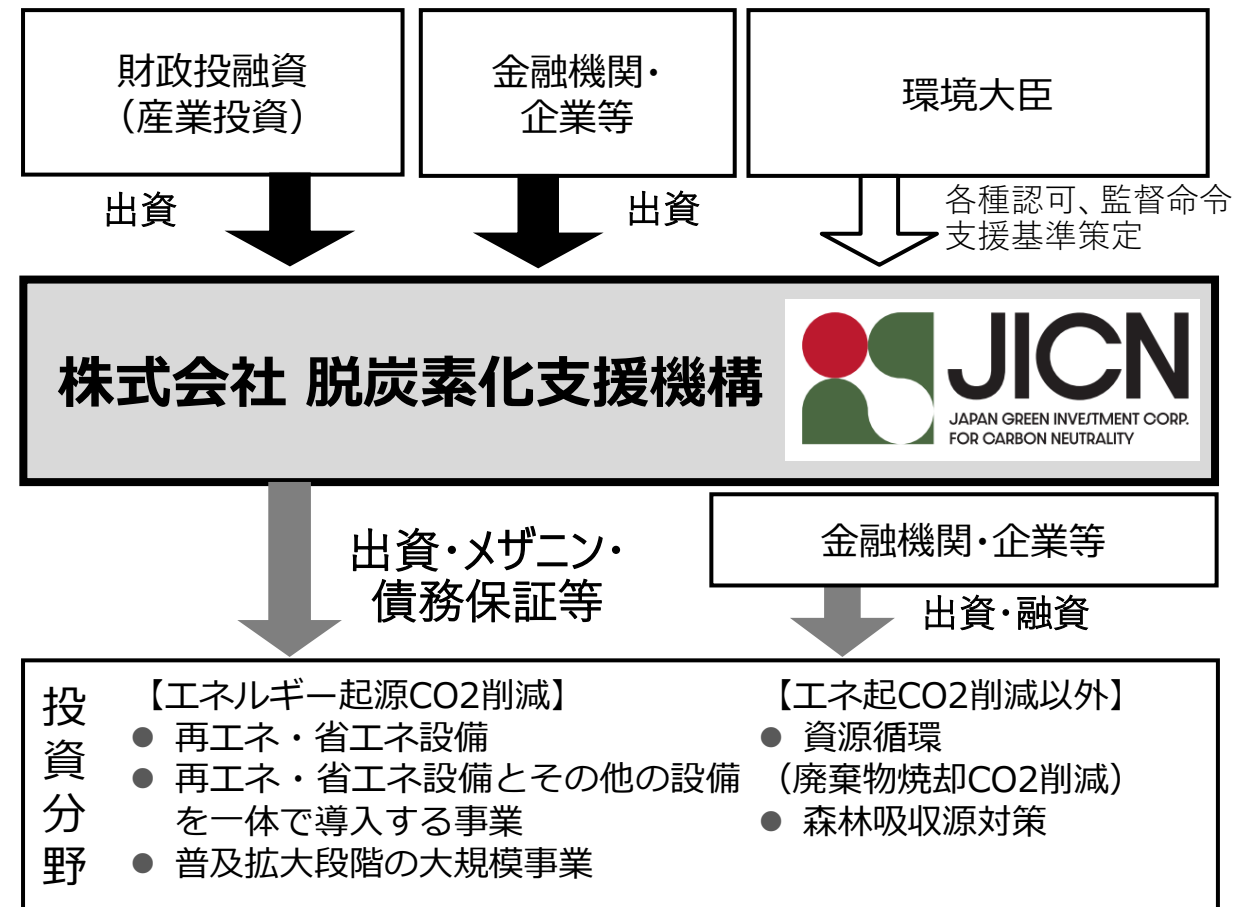 財政投融資
（産業投資）
金融機関・
企業等
環境大臣
出資
出資
各種認可、監督命令
支援基準策定
株式会社 脱炭素化支援機構
JICN
JAPAN GREEN INVESTMENT CORP.
FOR CARBON NEUTRALITY
出資・メザニン・
債務保証等
金融機関・企業等
出資・融資
投資分野
【エネルギー起源CO2削減】
● 再エネ・省エネ設備
● 再エネ・省エネ設備とその他の設備
を一体で導入する事業
● 普及拡大段階の大規模事業
【エネ起CO2削減以外】
● 資源循環
（廃棄物焼却CO2削減）
● 森林吸収源対策